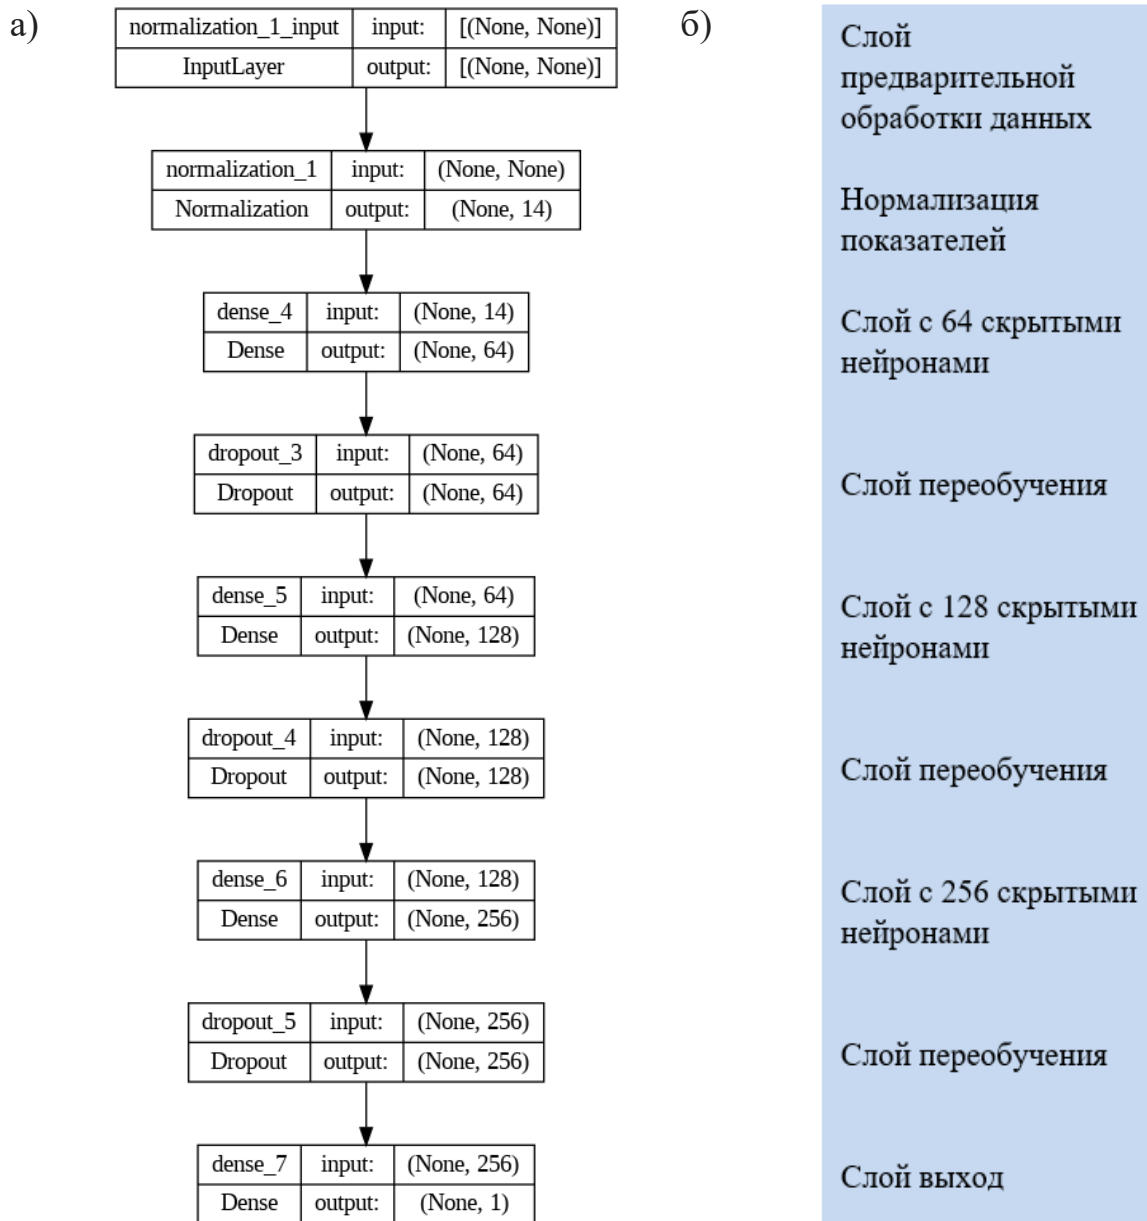 а)
normalization_1_input input: [(None, None)]
InputLayer output: [(None, None)]
normalization_1 input: (None, None)
Normalization output: (None, 14)
dense_4 input: (None, 14)
Dense output: (None, 64)
dropout_3 input: (None, 64)
Dropout output: (None, 64)
dense_5 input: (None, 64)
Dense output: (None, 128)
dropout_4 input: (None, 128)
Dropout output: (None, 128)
dense_6 input: (None, 128)
Dense output: (None, 256)
dropout_5 input: (None, 256)
Dropout output: (None, 256)
dense_7 input: (None, 256)
Dense output: (None, 1)
б)
Слой
предварительной
обработки данных
Нормализация
показателей
Слой с 64 скрытыми
нейронами
Слой переобучения
Слой с 128 скрытыми
нейронами
Слой переобучения
Слой с 256 скрытыми
нейронами
Слой переобучения
Слой выход